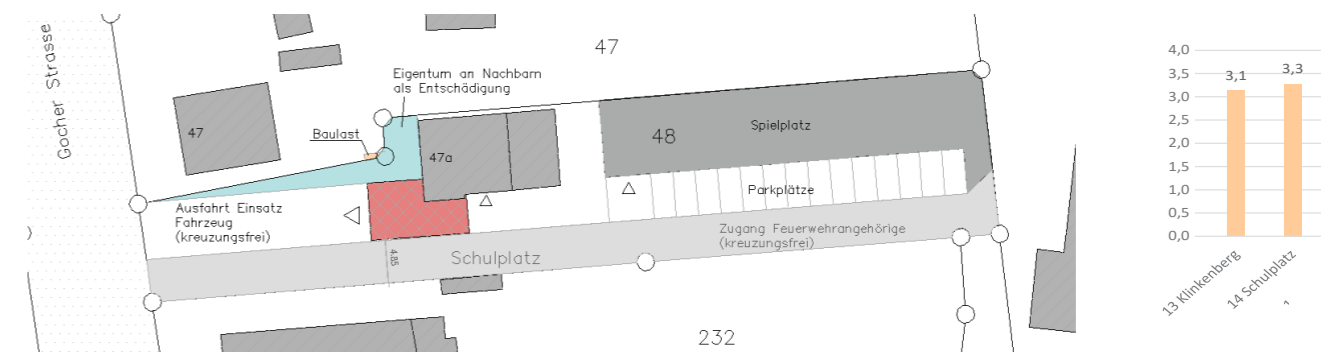 Gocher Strasse
47
Eigentum an Nachbarn
als Entschädigung
47
Baulast
47a
48
Spielplatz
Parkplätze
Ausfahrt Einsatz
Fahrzeug
(kreuzungsfrei)
Zugang Feuerwehrangehörige
(kreuzungsfrei)
4.85
Schulplatz
232
)
4,0
3,5
3,0
2,5
2,0
1,5
1,0
0,5
0,0
3,1
3,3
13 Klinkenberg
14 Schulplatz